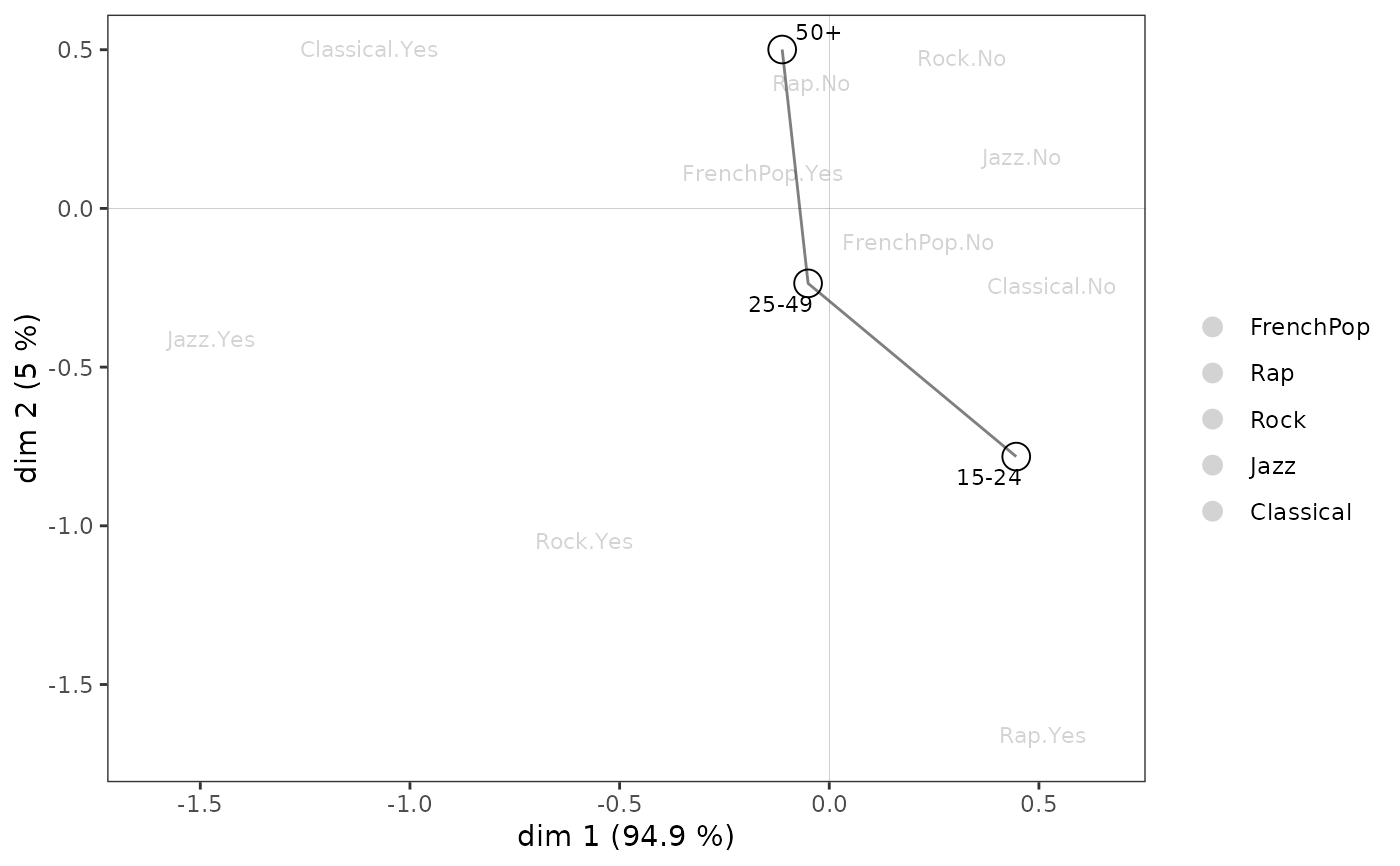 0.5
0.0
-0.5
-1.0
-1.5
dim 2 (5 %)
50+
Classical.Yes
Rock.No
Rap.No
Jazz.No
FrenchPop.Yes
FrenchPop.No
Classical.No
25-49
Jazz.Yes
15-24
Rock.Yes
Rap.Yes
-1.5
-1.0
-0.5
0.0
0.5
dim 1 (94.9 %)
FrenchPop
Rap
Rock
Jazz
Classical